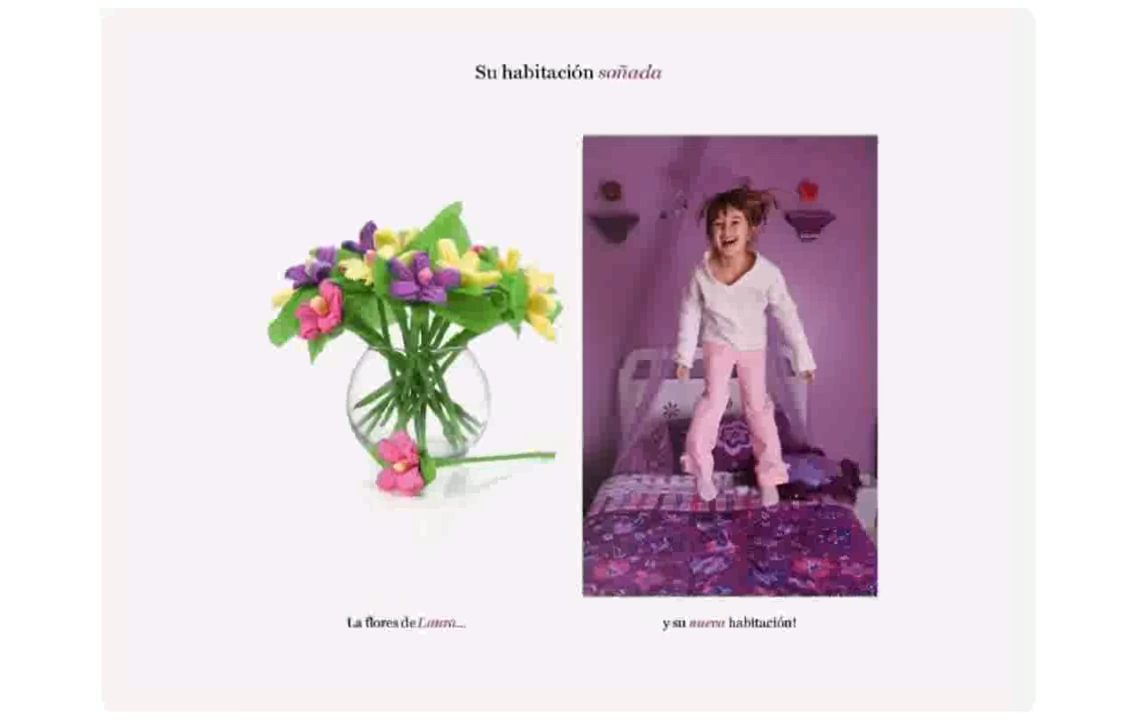 Su habitación soñada
La flores de Laura...
y su nueva habitación!